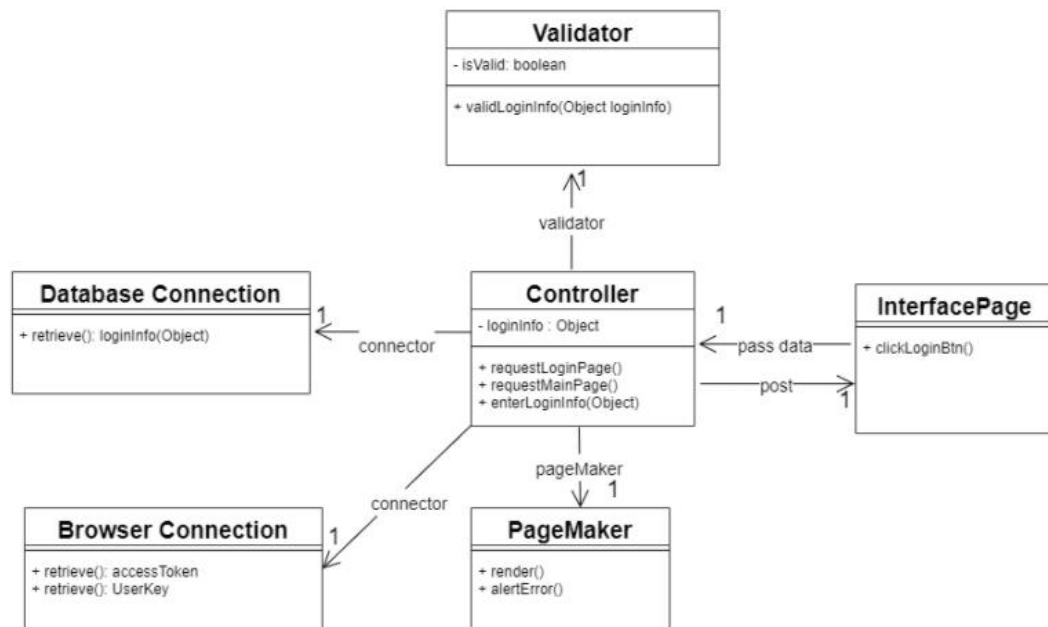 Validator
- isValid: boolean
+ validLoginInfo(Object loginInfo)
1
validator
Database Connection
+ retrieve(): loginInfo(Object)
1
connector
Controller
- loginInfo : Object
+ requestLoginPage()
+ requestMainPage()
+ enterLoginInfo(Object)
1
pass data
post
1
InterfacePage
+ clickLoginBtn()
pageMaker
1
connector
1
Browser Connection
+ retrieve(): accessToken
+ retrieve(): UserKey
PageMaker
+ render()
+ alertError()